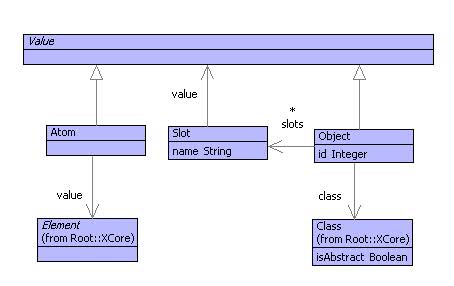 Value
value
*
slots
Atom
Slot
name String
Object
id Integer
value
class
Element
(from Root::XCore)
Class
(from Root::XCore)
isAbstract Boolean